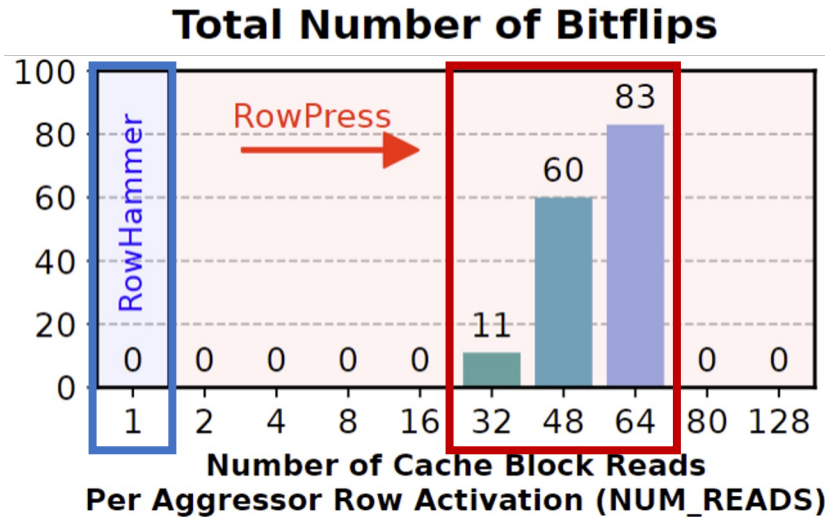 Total Number of Bitflips
100
80
60
40
20
0
RowHammer
RowPress
0 0 0 0 0 11 60 83 0 0
1 2 4 8 16 32 48 64 80 128
Number of Cache Block Reads
Per Aggressor Row Activation (NUM_READS)